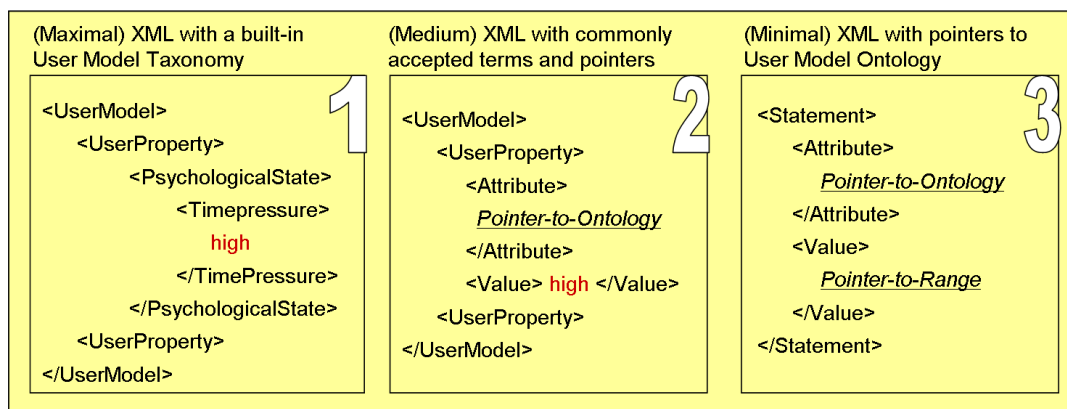 (Maximal) XML with a built-in
User Model Taxonomy
1
<UserModel>
<UserProperty>
<PsychologicalState>
<Timepressure>
high
</TimePressure>
</PsychologicalState>
<UserProperty>
</UserModel>
(Medium) XML with commonly
accepted terms and pointers
2
<UserModel>
<UserProperty>
<Attribute>
Pointer-to-Ontology
</Attribute>
<Value> high </Value>
<UserProperty>
</UserModel>
(Minimal) XML with pointers to
User Model Ontology
3
<Statement>
<Attribute>
Pointer-to-Ontology
</Attribute>
<Value>
Pointer-to-Range
</Value>
</Statement>